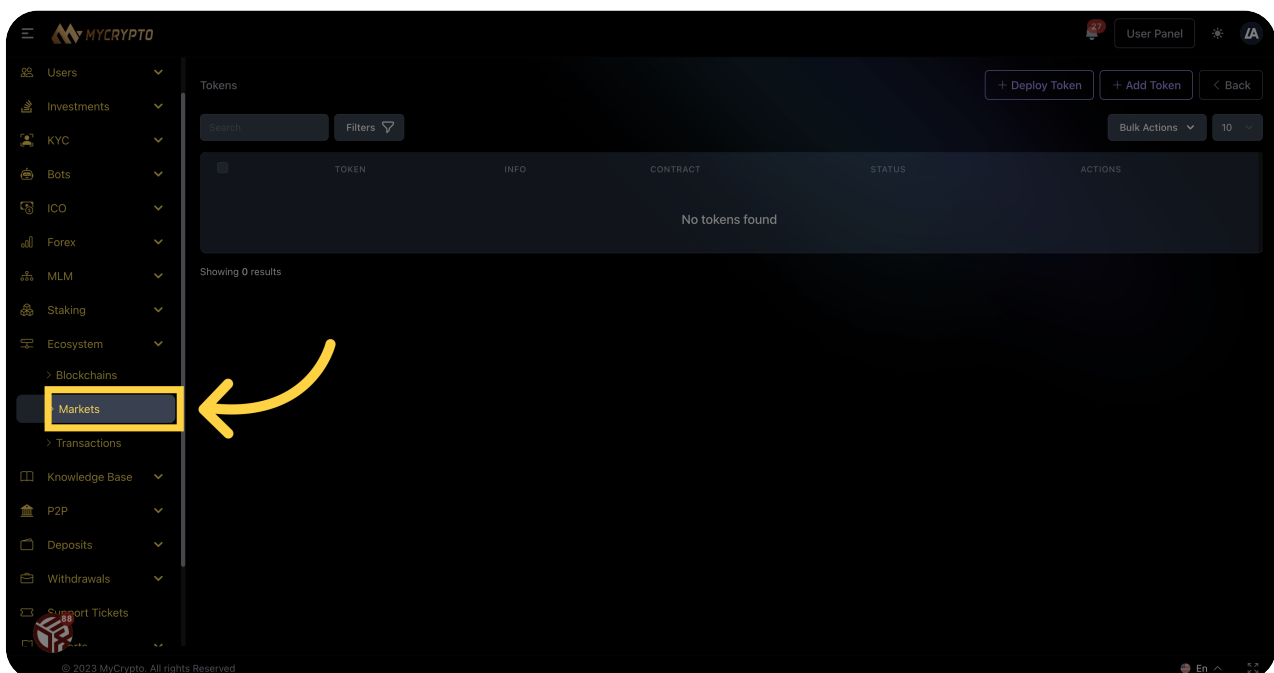 MYCRYPTO
27
User Panel
Users
Investments
KYC
Bots
ICO
Forex
MLM
Staking
Ecosystem
> Blockchains
Markets
> Transactions
Knowledge Base
P2P
Deposits
Withdrawals
Support Tickets
88
Tokens
+ Deploy Token
+ Add Token
< Back
Search
Filters
Bulk Actions
10
TOKEN INFO CONTRACT STATUS ACTIONS
No tokens found
Showing 0 results
© 2023 MyCrypto. All rights Reserved
En